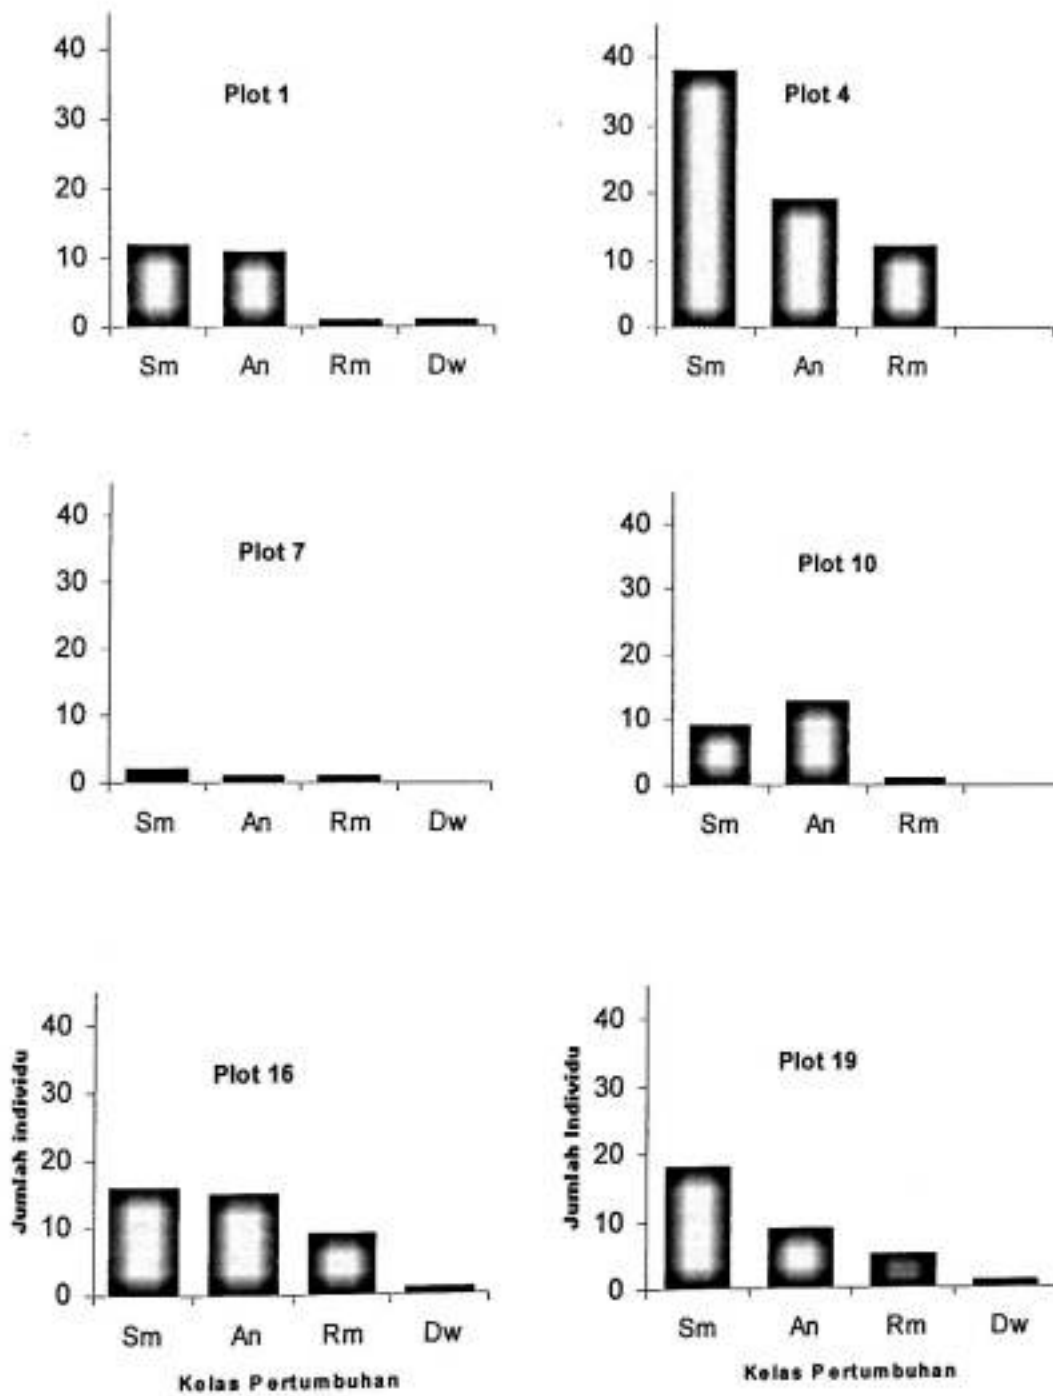 Plot 1
40
30
20
10
0
Sm An Rm Dw
Plot 4
40
30
20
10
0
Sm An Rm
Plot 7
40
30
20
10
0
Sm An Rm Dw
Plot 10
40
30
20
10
0
Sm An Rm
Plot 16
Jumlah individu
40
30
20
10
0
Sm An Rm Dw
Kelas Pertumbuhan
Plot 19
Jumlah Individu
40
30
20
10
0
Sm An Rm Dw
Kelas Pertumbuhan